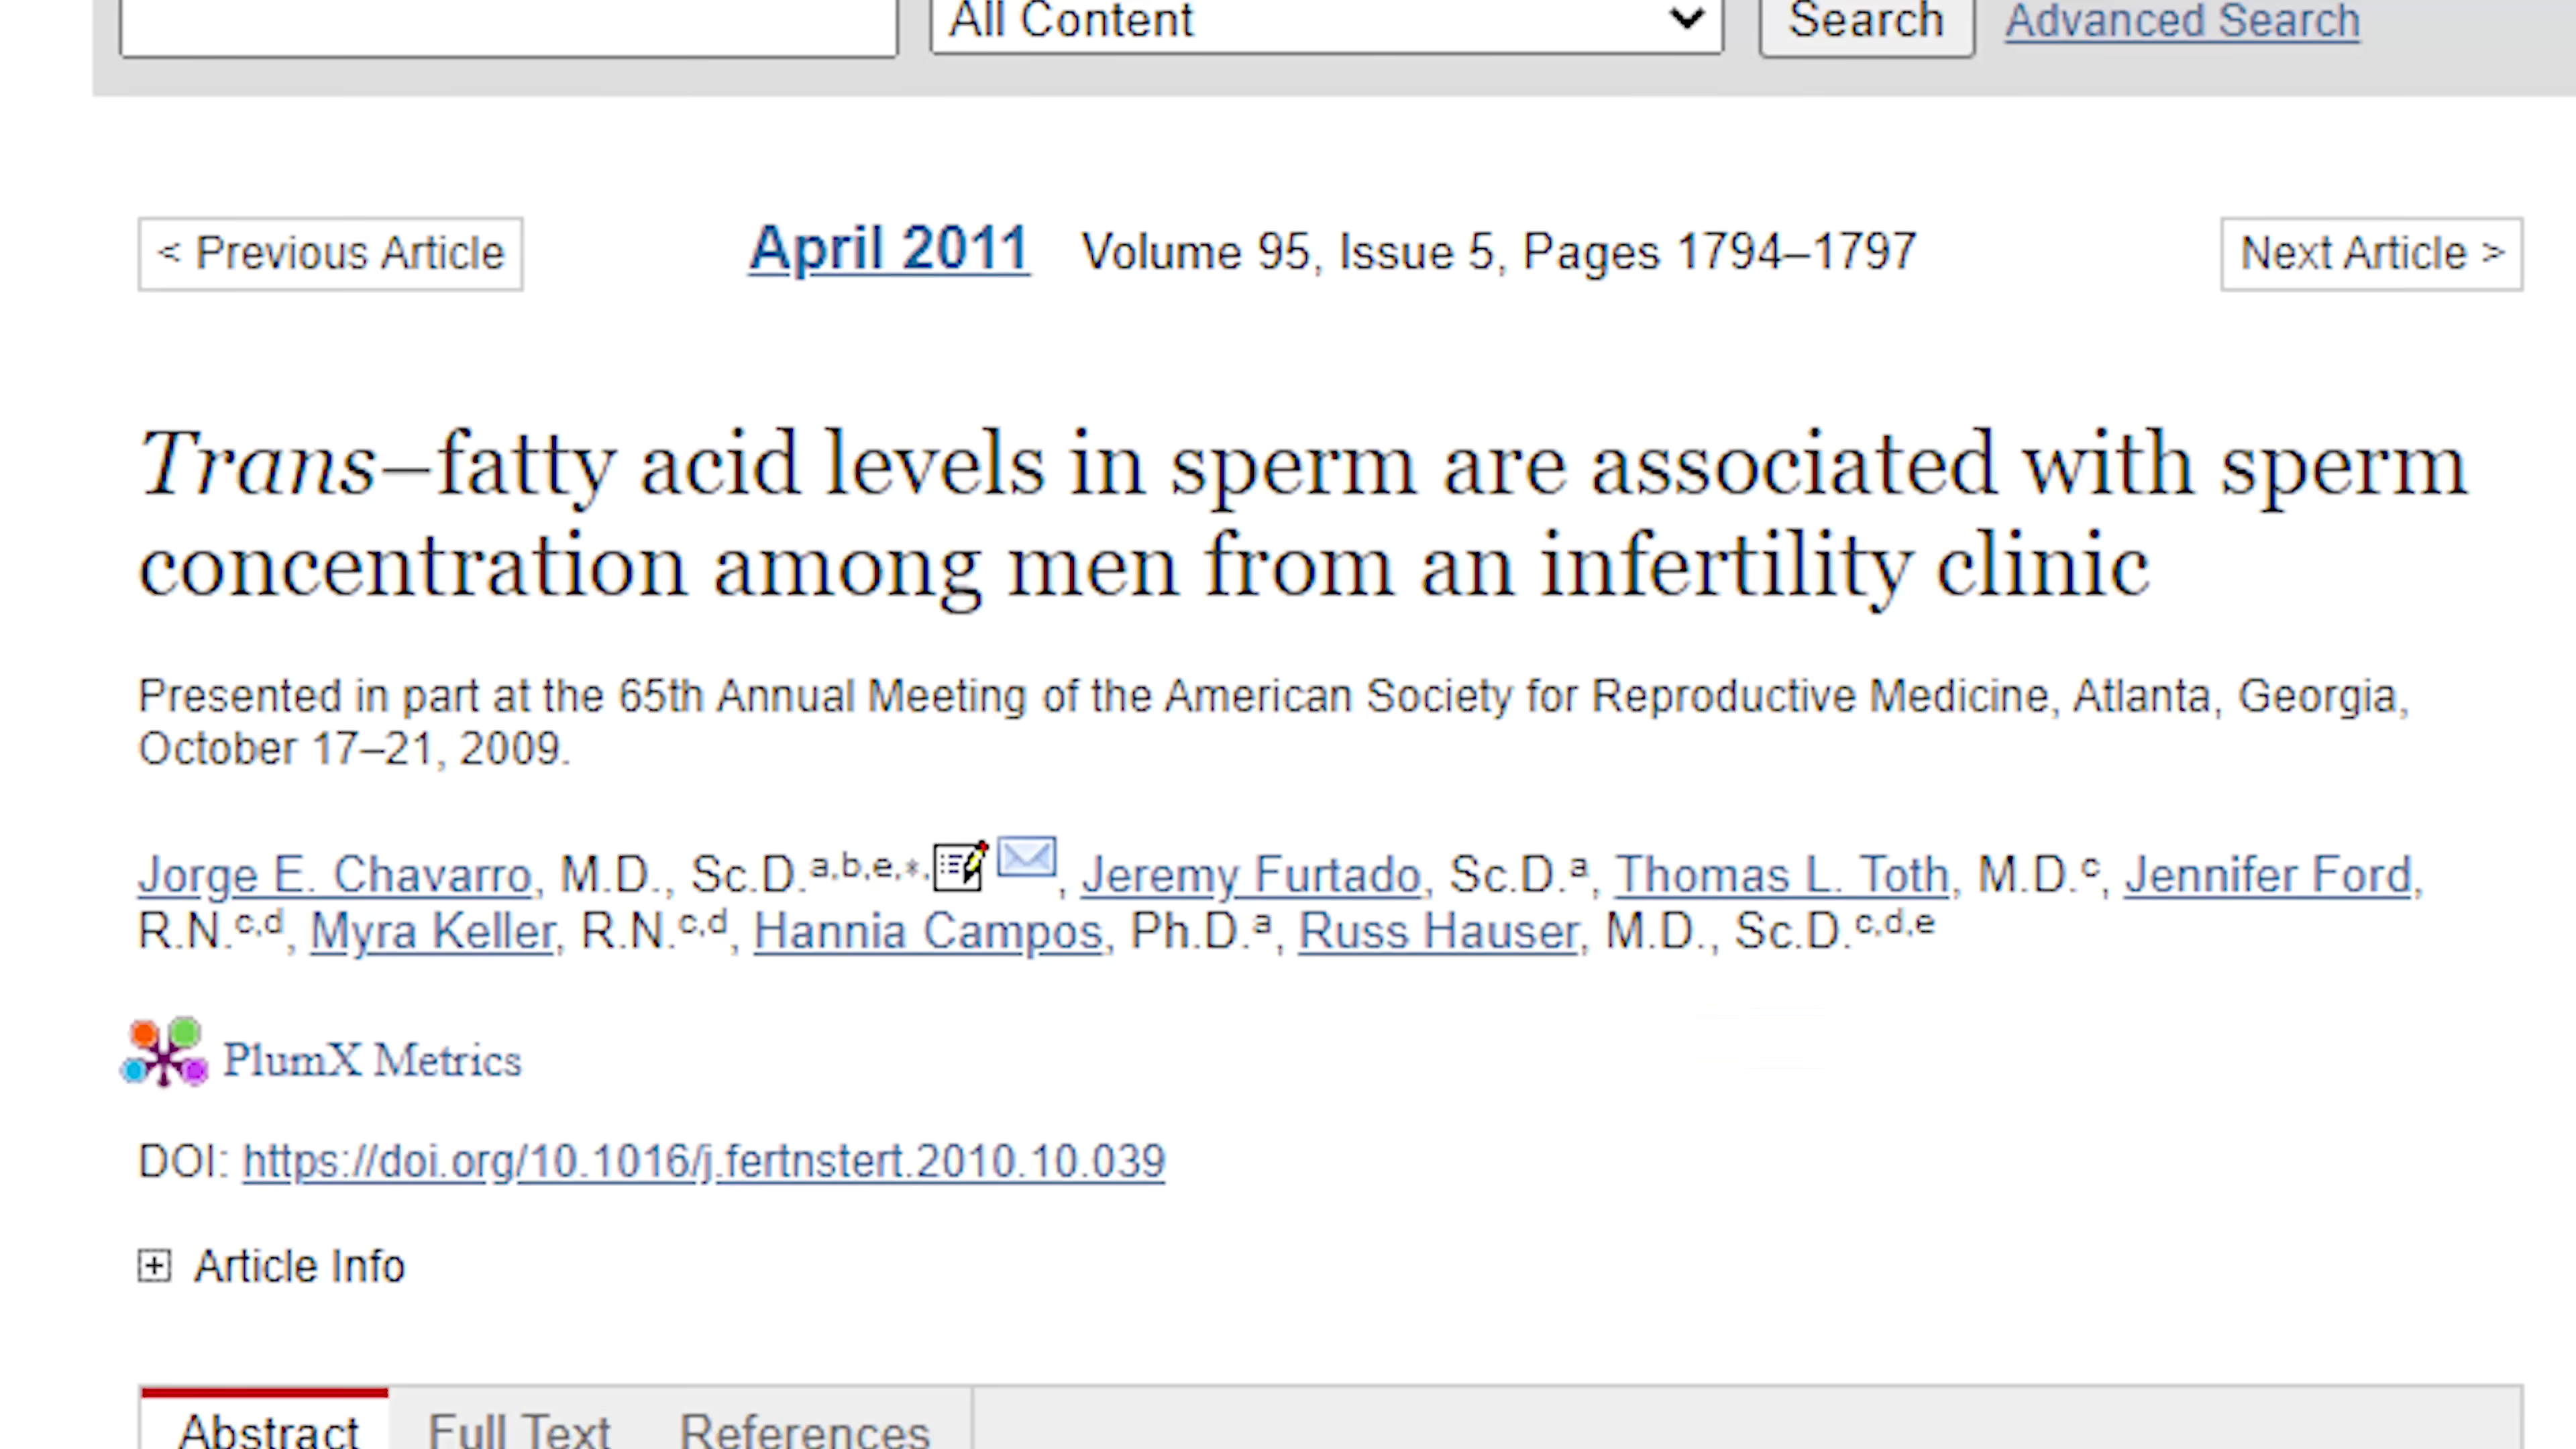 All Content Search Advanced Search
< Previous Article April 2011 Volume 95, Issue 5, Pages 1794–1797 Next Article >
Trans–fatty acid levels in sperm are associated with sperm
concentration among men from an infertility clinic
Presented in part at the 65th Annual Meeting of the American Society for Reproductive Medicine, Atlanta, Georgia,
October 17–21, 2009.
Jorge E. Chavarro, M.D., Sc.D.a,b,e,*, , Jeremy Furtado, Sc.D.a, Thomas L. Toth, M.D.c, Jennifer Ford,
R.N.c,d, Myra Keller, R.N.c,d, Hannia Campos, Ph.D.a, Russ Hauser, M.D., Sc.D.c,d,e
PlumX Metrics
DOI: https://doi.org/10.1016/j.fertnstert.2010.10.039
Article Info
Abstract Full Text References